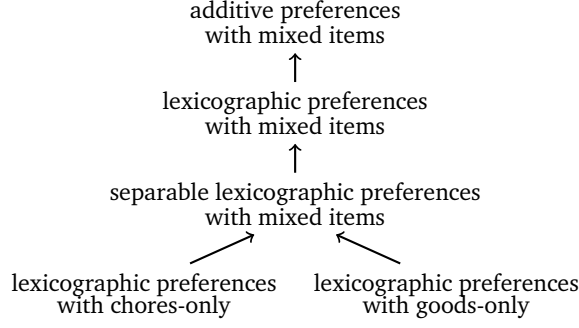 additive preferences
with mixed items
lexicographic preferences
with mixed items
separable lexicographic preferences
with mixed items
lexicographic preferences
with chores-only
lexicographic preferences
with goods-only